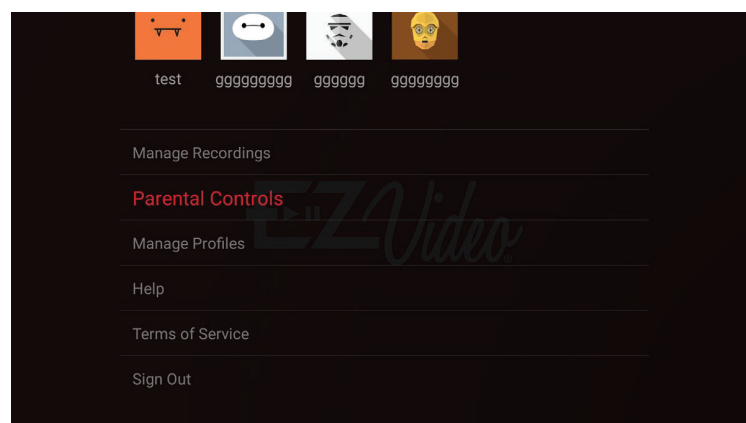 test ggggggggg gggggg gggggggg
Manage Recordings
Parental Controls
EZVideo®
Manage Profiles
Help
Terms of Service
Sign Out